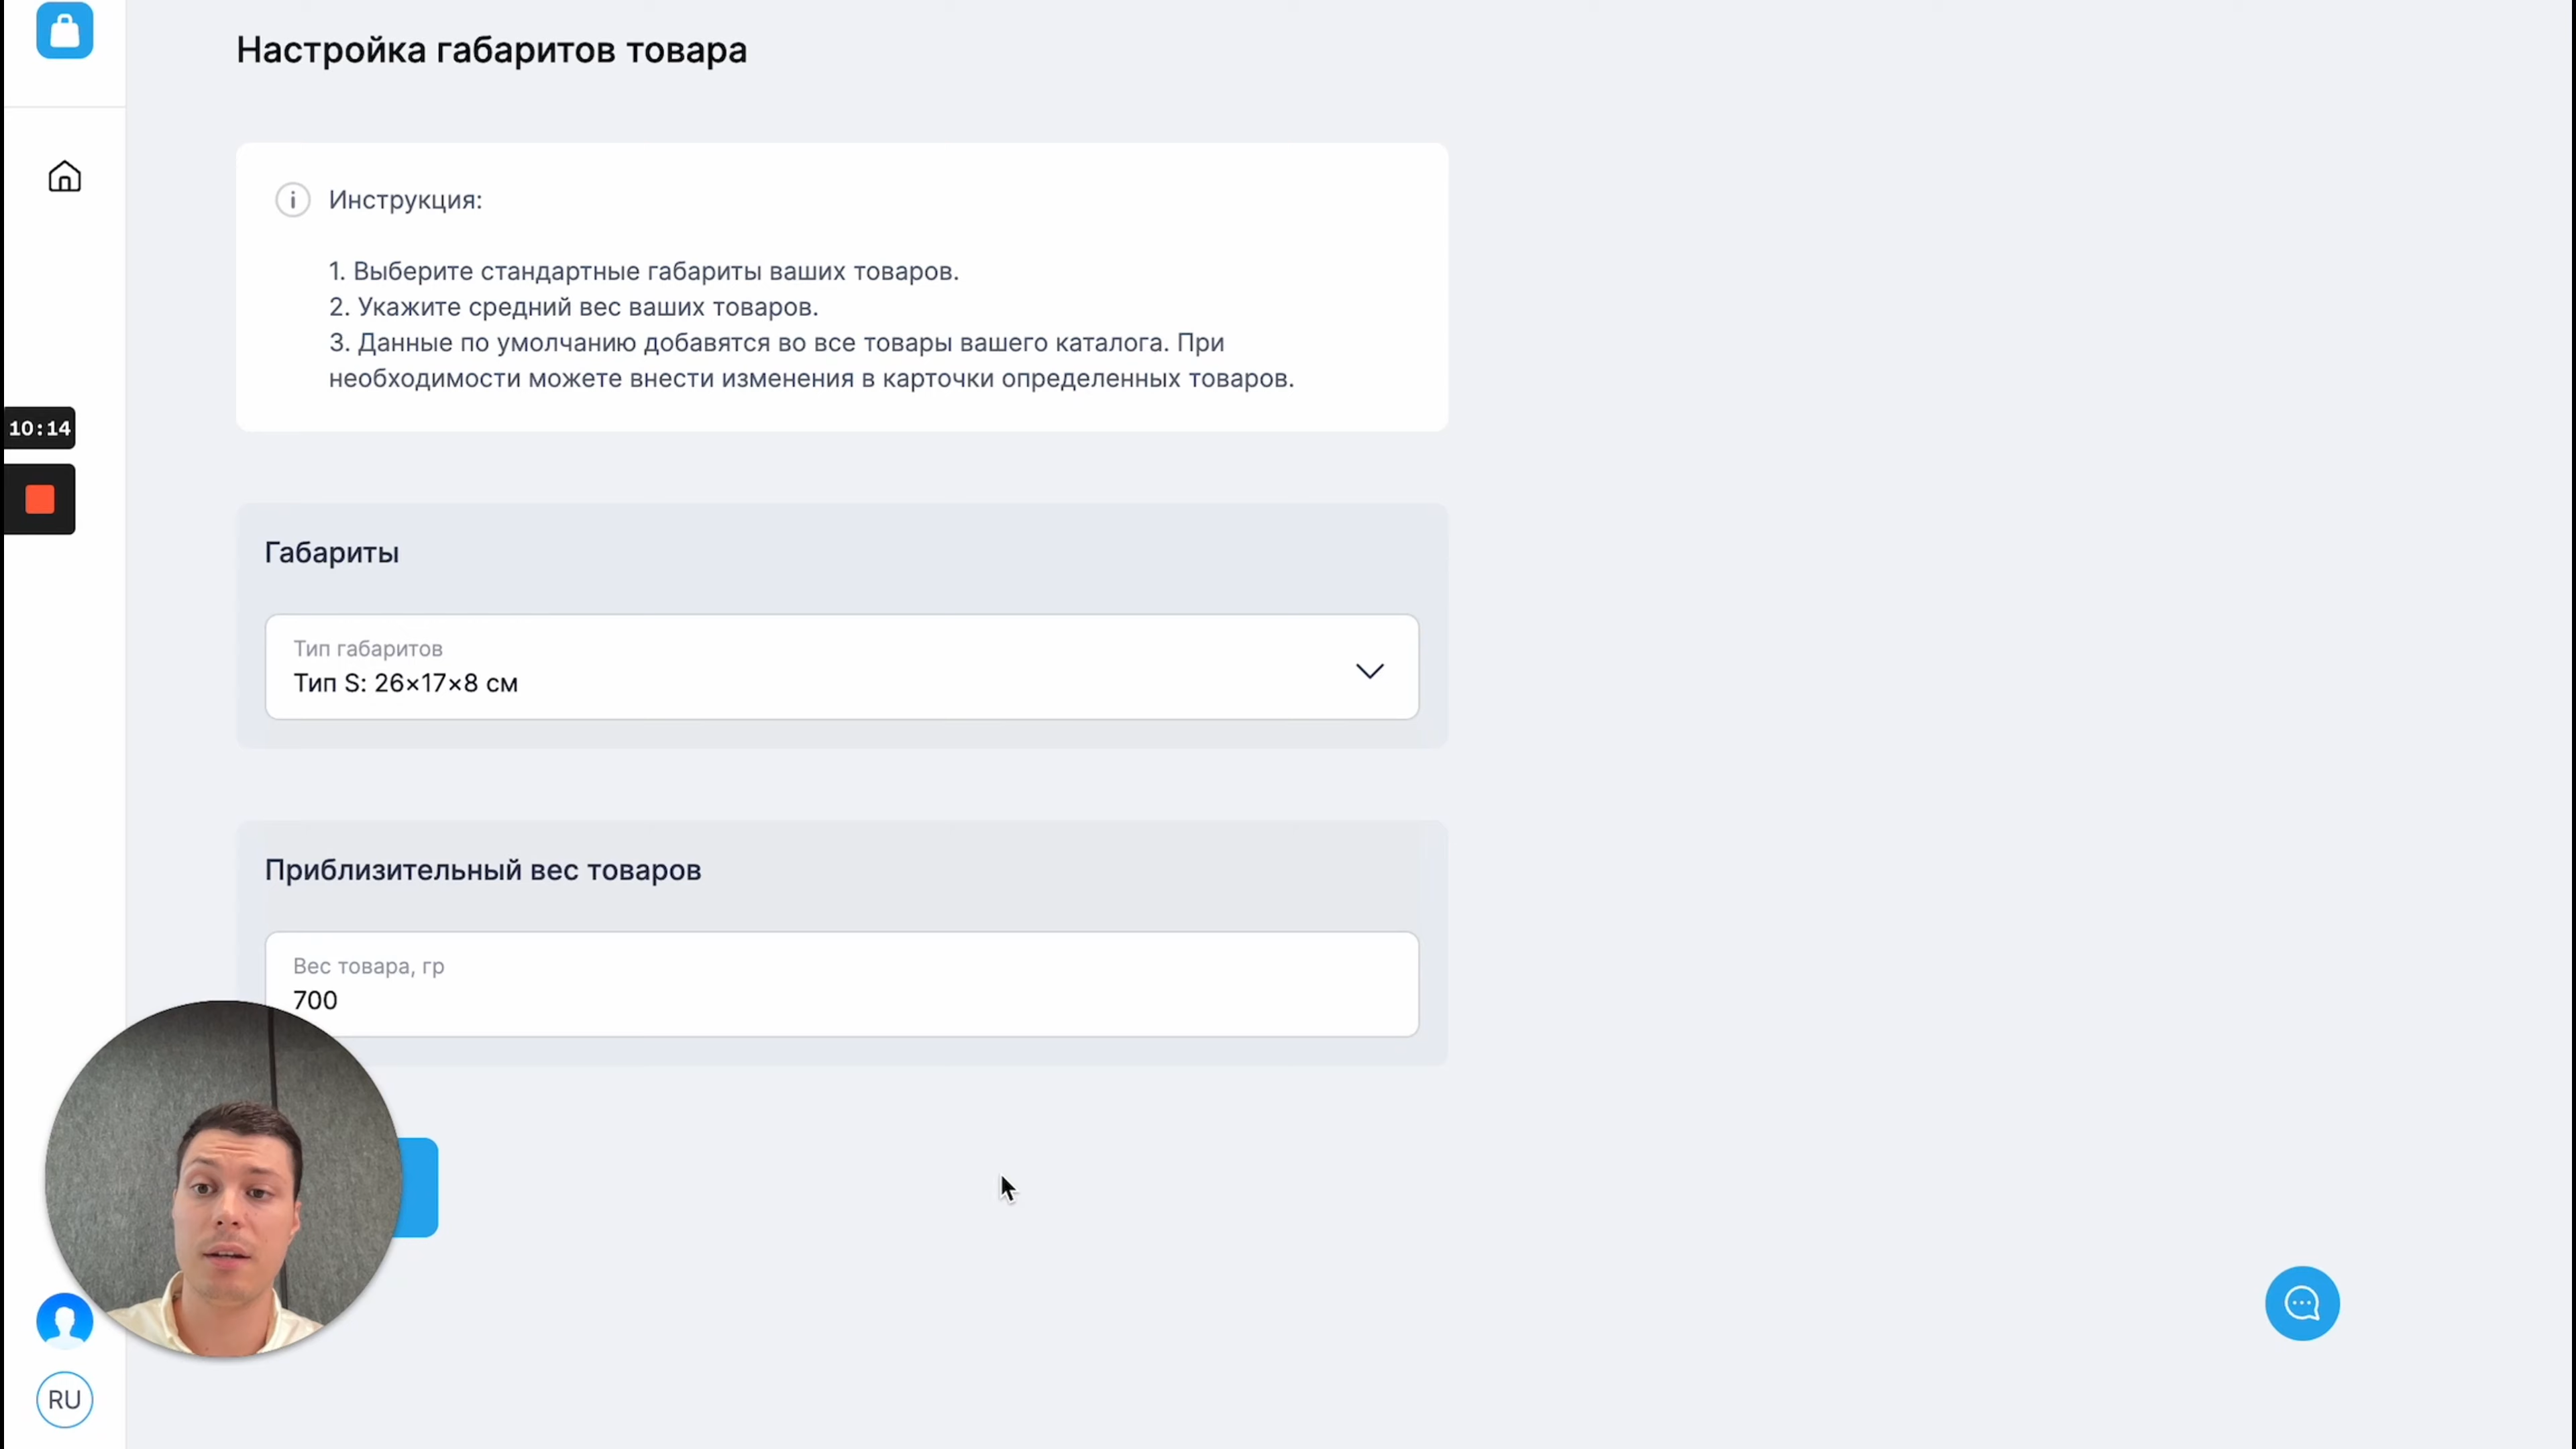 Настройка габаритов товара
Инструкция:
1. Выберите стандартные габариты ваших товаров.
2. Укажите средний вес ваших товаров.
3. Данные по умолчанию добавятся во все товары вашего каталога. При
необходимости можете внести изменения в карточки определенных товаров.
10:14
Габариты
Тип габаритов
Тип S: 26×17×8 см
Приблизительный вес товаров
Вес товара, гр
700
RU